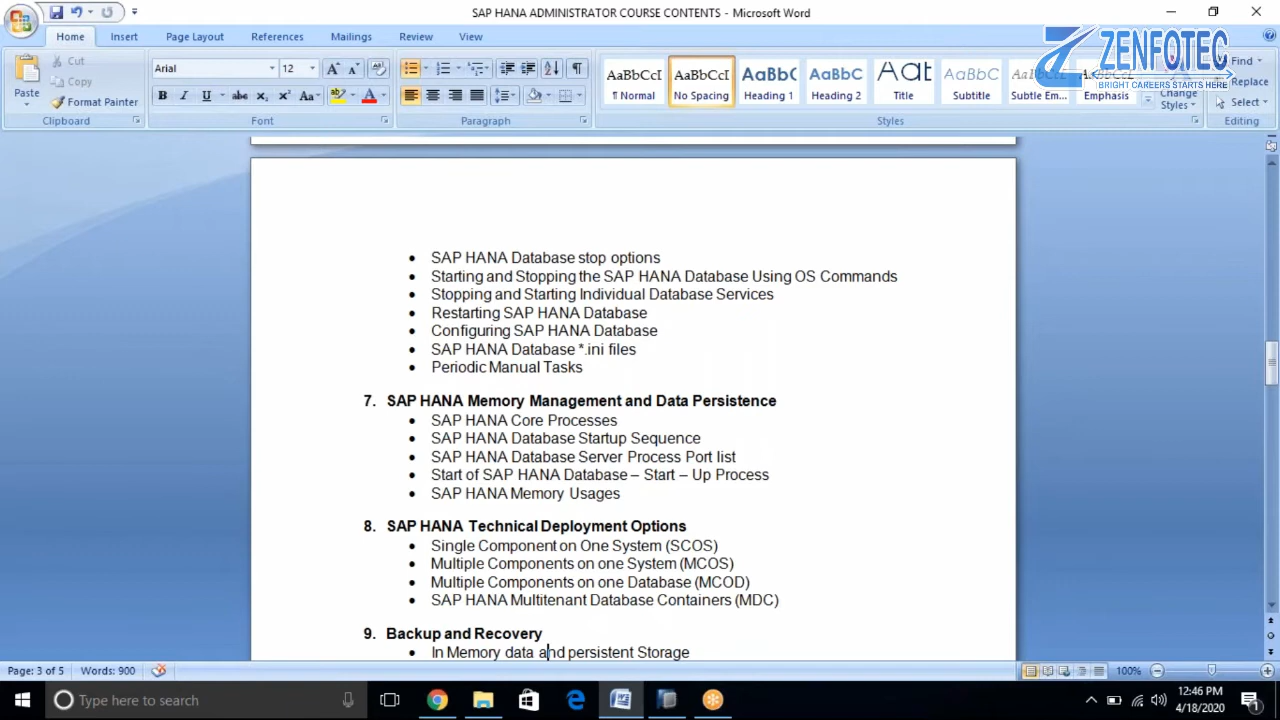 SAP HANA ADMINISTRATOR COURSE CONTENTS - Microsoft Word
Home Insert Page Layout References Mailings Review View
ZENFOTEC
BRIGHT CAREERS STARTS HERE
Paste
Cut
Copy
Format Painter
Clipboard
Arial 12
Font
Paragraph
AaBbCcI AaBbCcI AaBbC AaBbC Aat AaBbC
¶ Normal No Spacing Heading 1 Heading 2 Title Subtitle Subtle Em... Emphasis
Change Styles
Styles
Find
Replace
Select
Editing
• SAP HANA Database stop options
• Starting and Stopping the SAP HANA Database Using OS Commands
• Stopping and Starting Individual Database Services
• Restarting SAP HANA Database
• Configuring SAP HANA Database
• SAP HANA Database *.ini files
• Periodic Manual Tasks
7. SAP HANA Memory Management and Data Persistence
• SAP HANA Core Processes
• SAP HANA Database Startup Sequence
• SAP HANA Database Server Process Port list
• Start of SAP HANA Database – Start – Up Process
• SAP HANA Memory Usages
8. SAP HANA Technical Deployment Options
• Single Component on One System (SCOS)
• Multiple Components on one System (MCOS)
• Multiple Components on one Database (MCOD)
• SAP HANA Multitenant Database Containers (MDC)
9. Backup and Recovery
• In Memory data and persistent Storage
Page: 3 of 5 Words: 900 100%
Type here to search
12:46 PM
4/18/2020